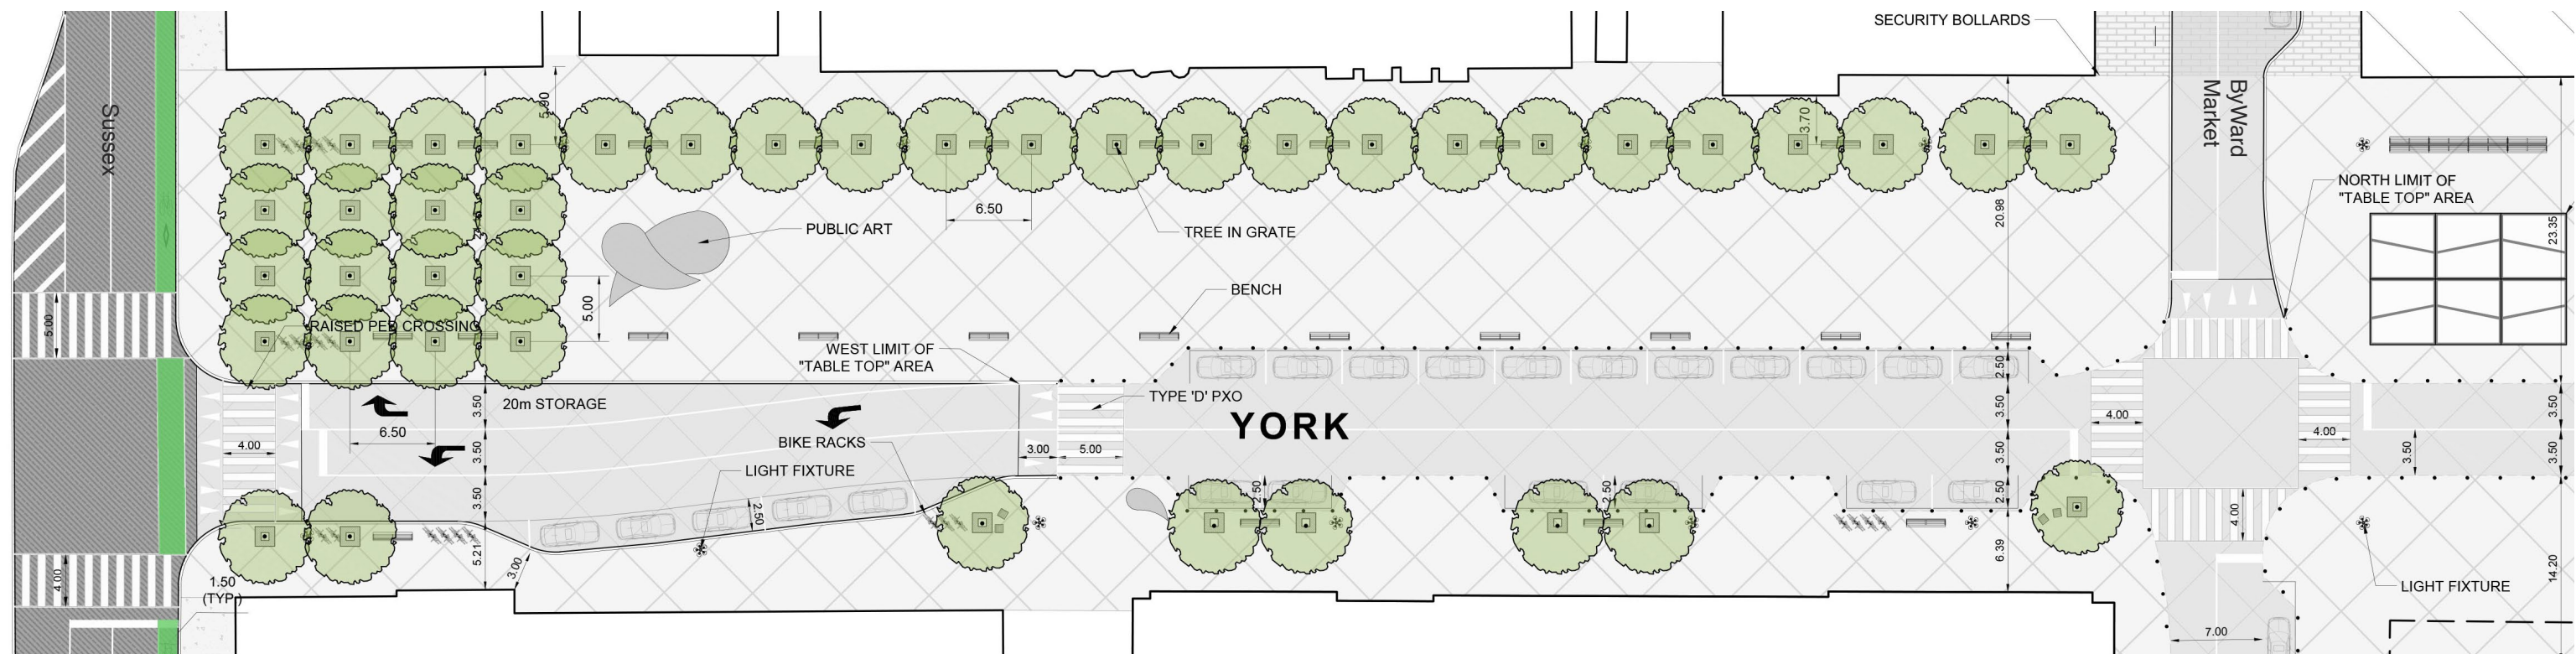 SECURITY BOLLARDS
Sussex
ByWard
Market
5.90
3.70
NORTH LIMIT OF
"TABLE TOP" AREA
6.50
20.98
23.35
PUBLIC ART
TREE IN GRATE
BENCH
5.00
5.00
RAISED PED CROSSING
WEST LIMIT OF
"TABLE TOP" AREA
2.50
20m STORAGE
3.50
TYPE 'D' PXO
3.50
3.50
4.00
YORK
6.50
4.00
BIKE RACKS
3.00
5.00
4.00
3.50
3.50
3.50
3.50
LIGHT FIXTURE
3.50
2.50
2.50
2.50
2.50
4.00
5.21
3.00
6.39
14.20
4.00
1.50
(TYP.)
LIGHT FIXTURE
7.00